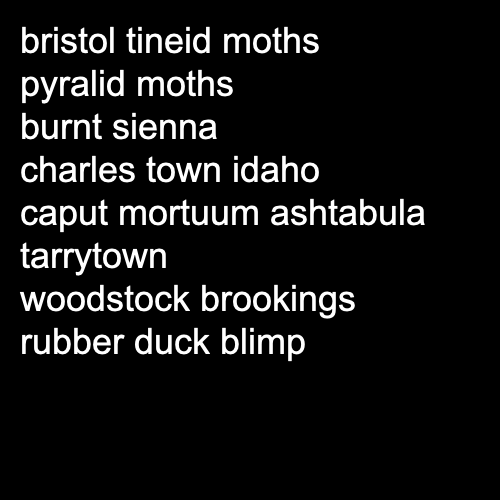 bristol tineid moths
pyralid moths
burnt sienna
charles town idaho
caput mortuum ashtabula
tarrytown
woodstock brookings
rubber duck blimp